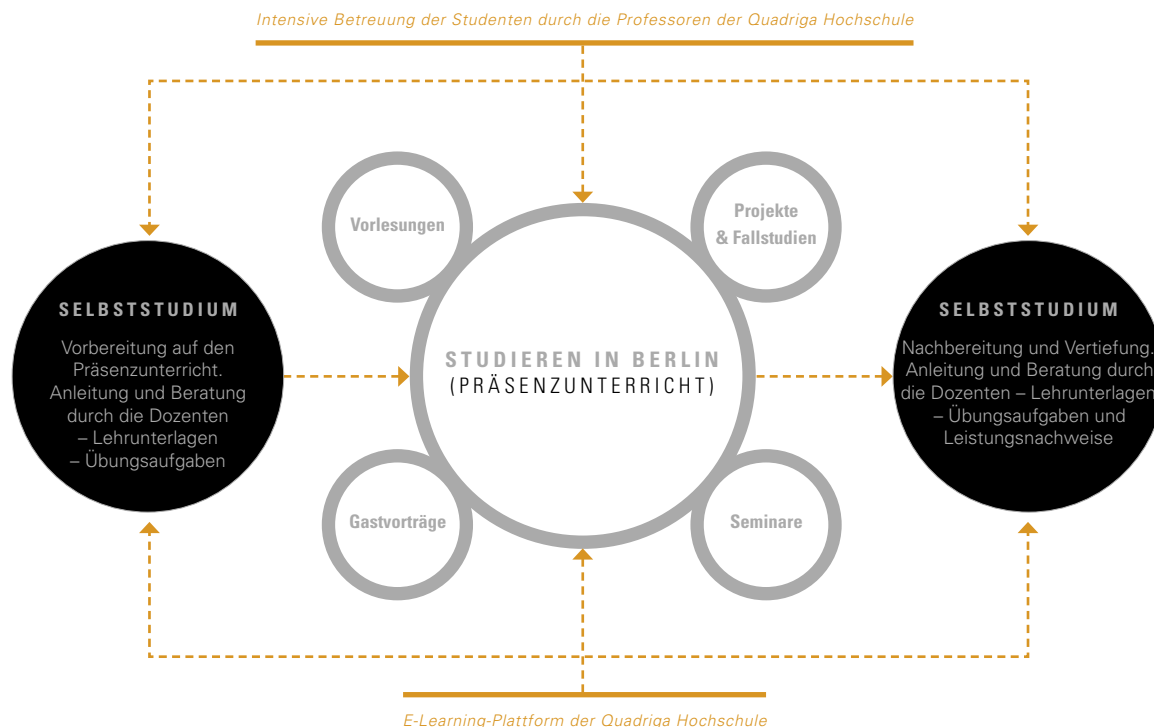 Intensive Betreuung der Studenten durch die Professoren der Quadriga Hochschule
Vorlesungen
Projekte
& Fallstudien
SELBSTSTUDIUM
Vorbereitung auf den
Präsenzunterricht.
Anleitung und Beratung
durch die Dozenten
– Lehrunterlagen
– Übungsaufgaben
STUDIEREN IN BERLIN
(PRÄSENZUNTERRICHT)
SELBSTSTUDIUM
Nachbereitung und Vertiefung.
Anleitung und Beratung durch
die Dozenten – Lehrunterlagen
– Übungsaufgaben und
Leistungsnachweise
Gastvorträge
Seminare
E-Learning-Plattform der Quadriga Hochschule